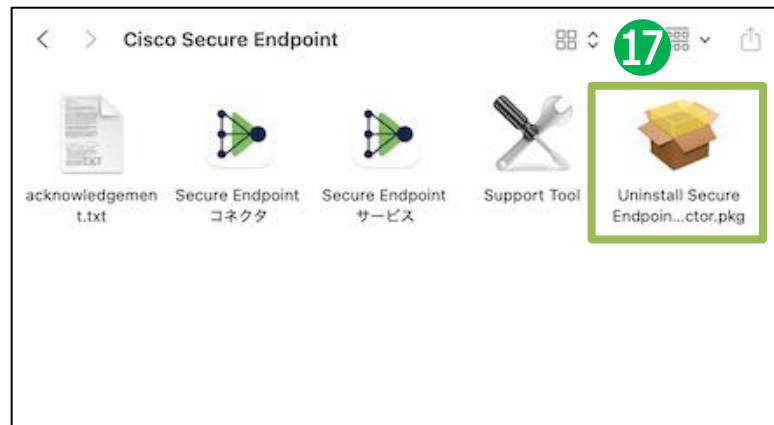 Cisco Secure Endpoint
17
TXT
acknowledgemen
t.txt
Secure Endpoint
コネクタ
Secure Endpoint
サービス
Support Tool
Uninstall Secure
Endpoin...ctor.pkg